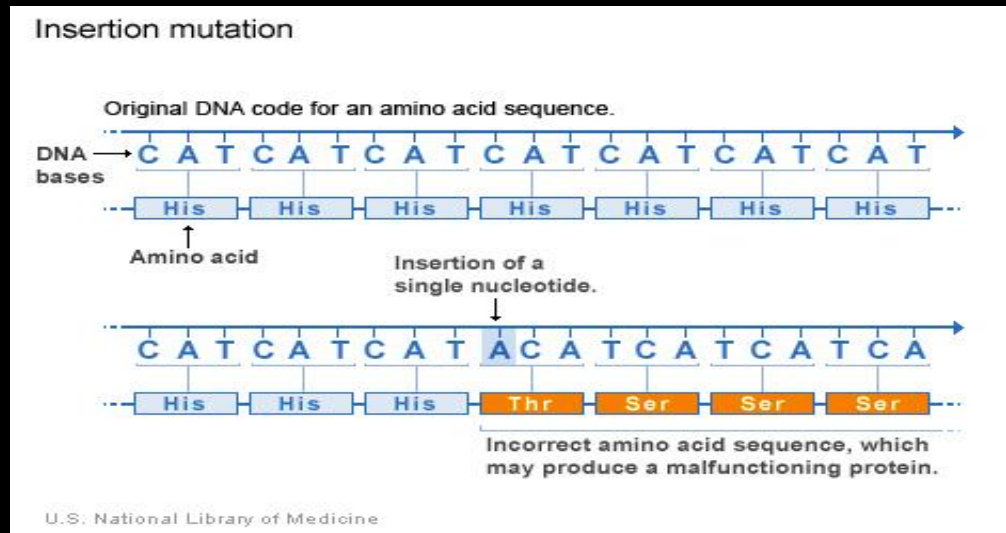 Insertion mutation
Original DNA code for an amino acid sequence.
DNA bases
C A T C A T C A T C A T C A T C A T C A T
His His His His His His His
Amino acid
Insertion of a
single nucleotide.
C A T C A T C A T A C A T C A T C A T C A
His His His Thr Ser Ser Ser
Incorrect amino acid sequence, which
may produce a malfunctioning protein.
U.S. National Library of Medicine